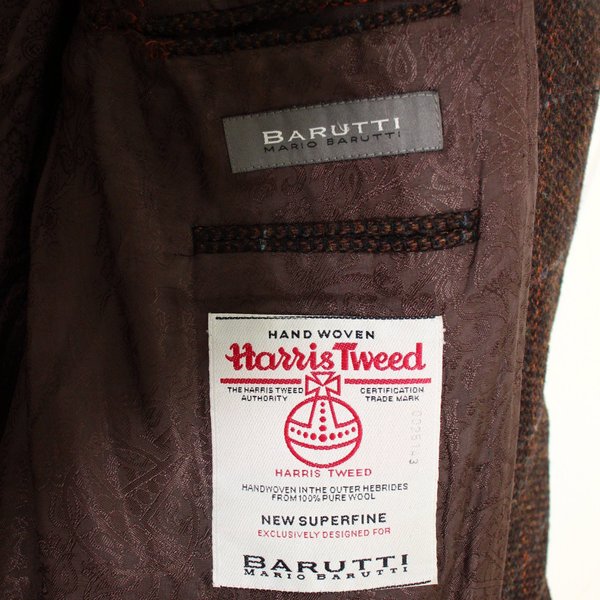 BARUTTI
MARIO BARUTTI
HAND WOVEN
Harris Tweed
THE HARRIS TWEED CERTIFICATION
AUTHORITY TRADE MARK
HARRIS TWEED
HANDWOVEN IN THE OUTER HEBRIDES
FROM 100% PURE WOOL
NEW SUPERFINE
EXCLUSIVELY DESIGNED FOR
BARUTTI
MARIO BARUTTI